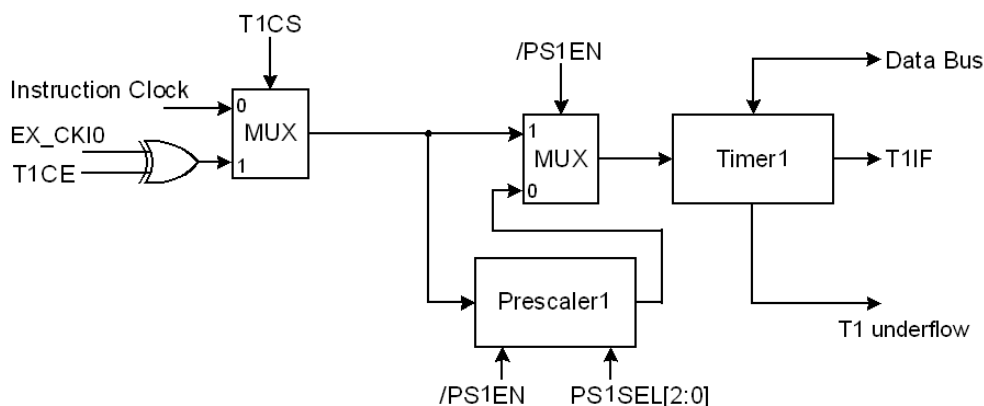 T1CS
/PS1EN
Data Bus
Instruction Clock
0
MUX
EX_CKI0
T1CE
1
1
MUX
0
Timer1
T1IF
Prescaler1
T1 underflow
/PS1EN
PS1SEL[2:0]